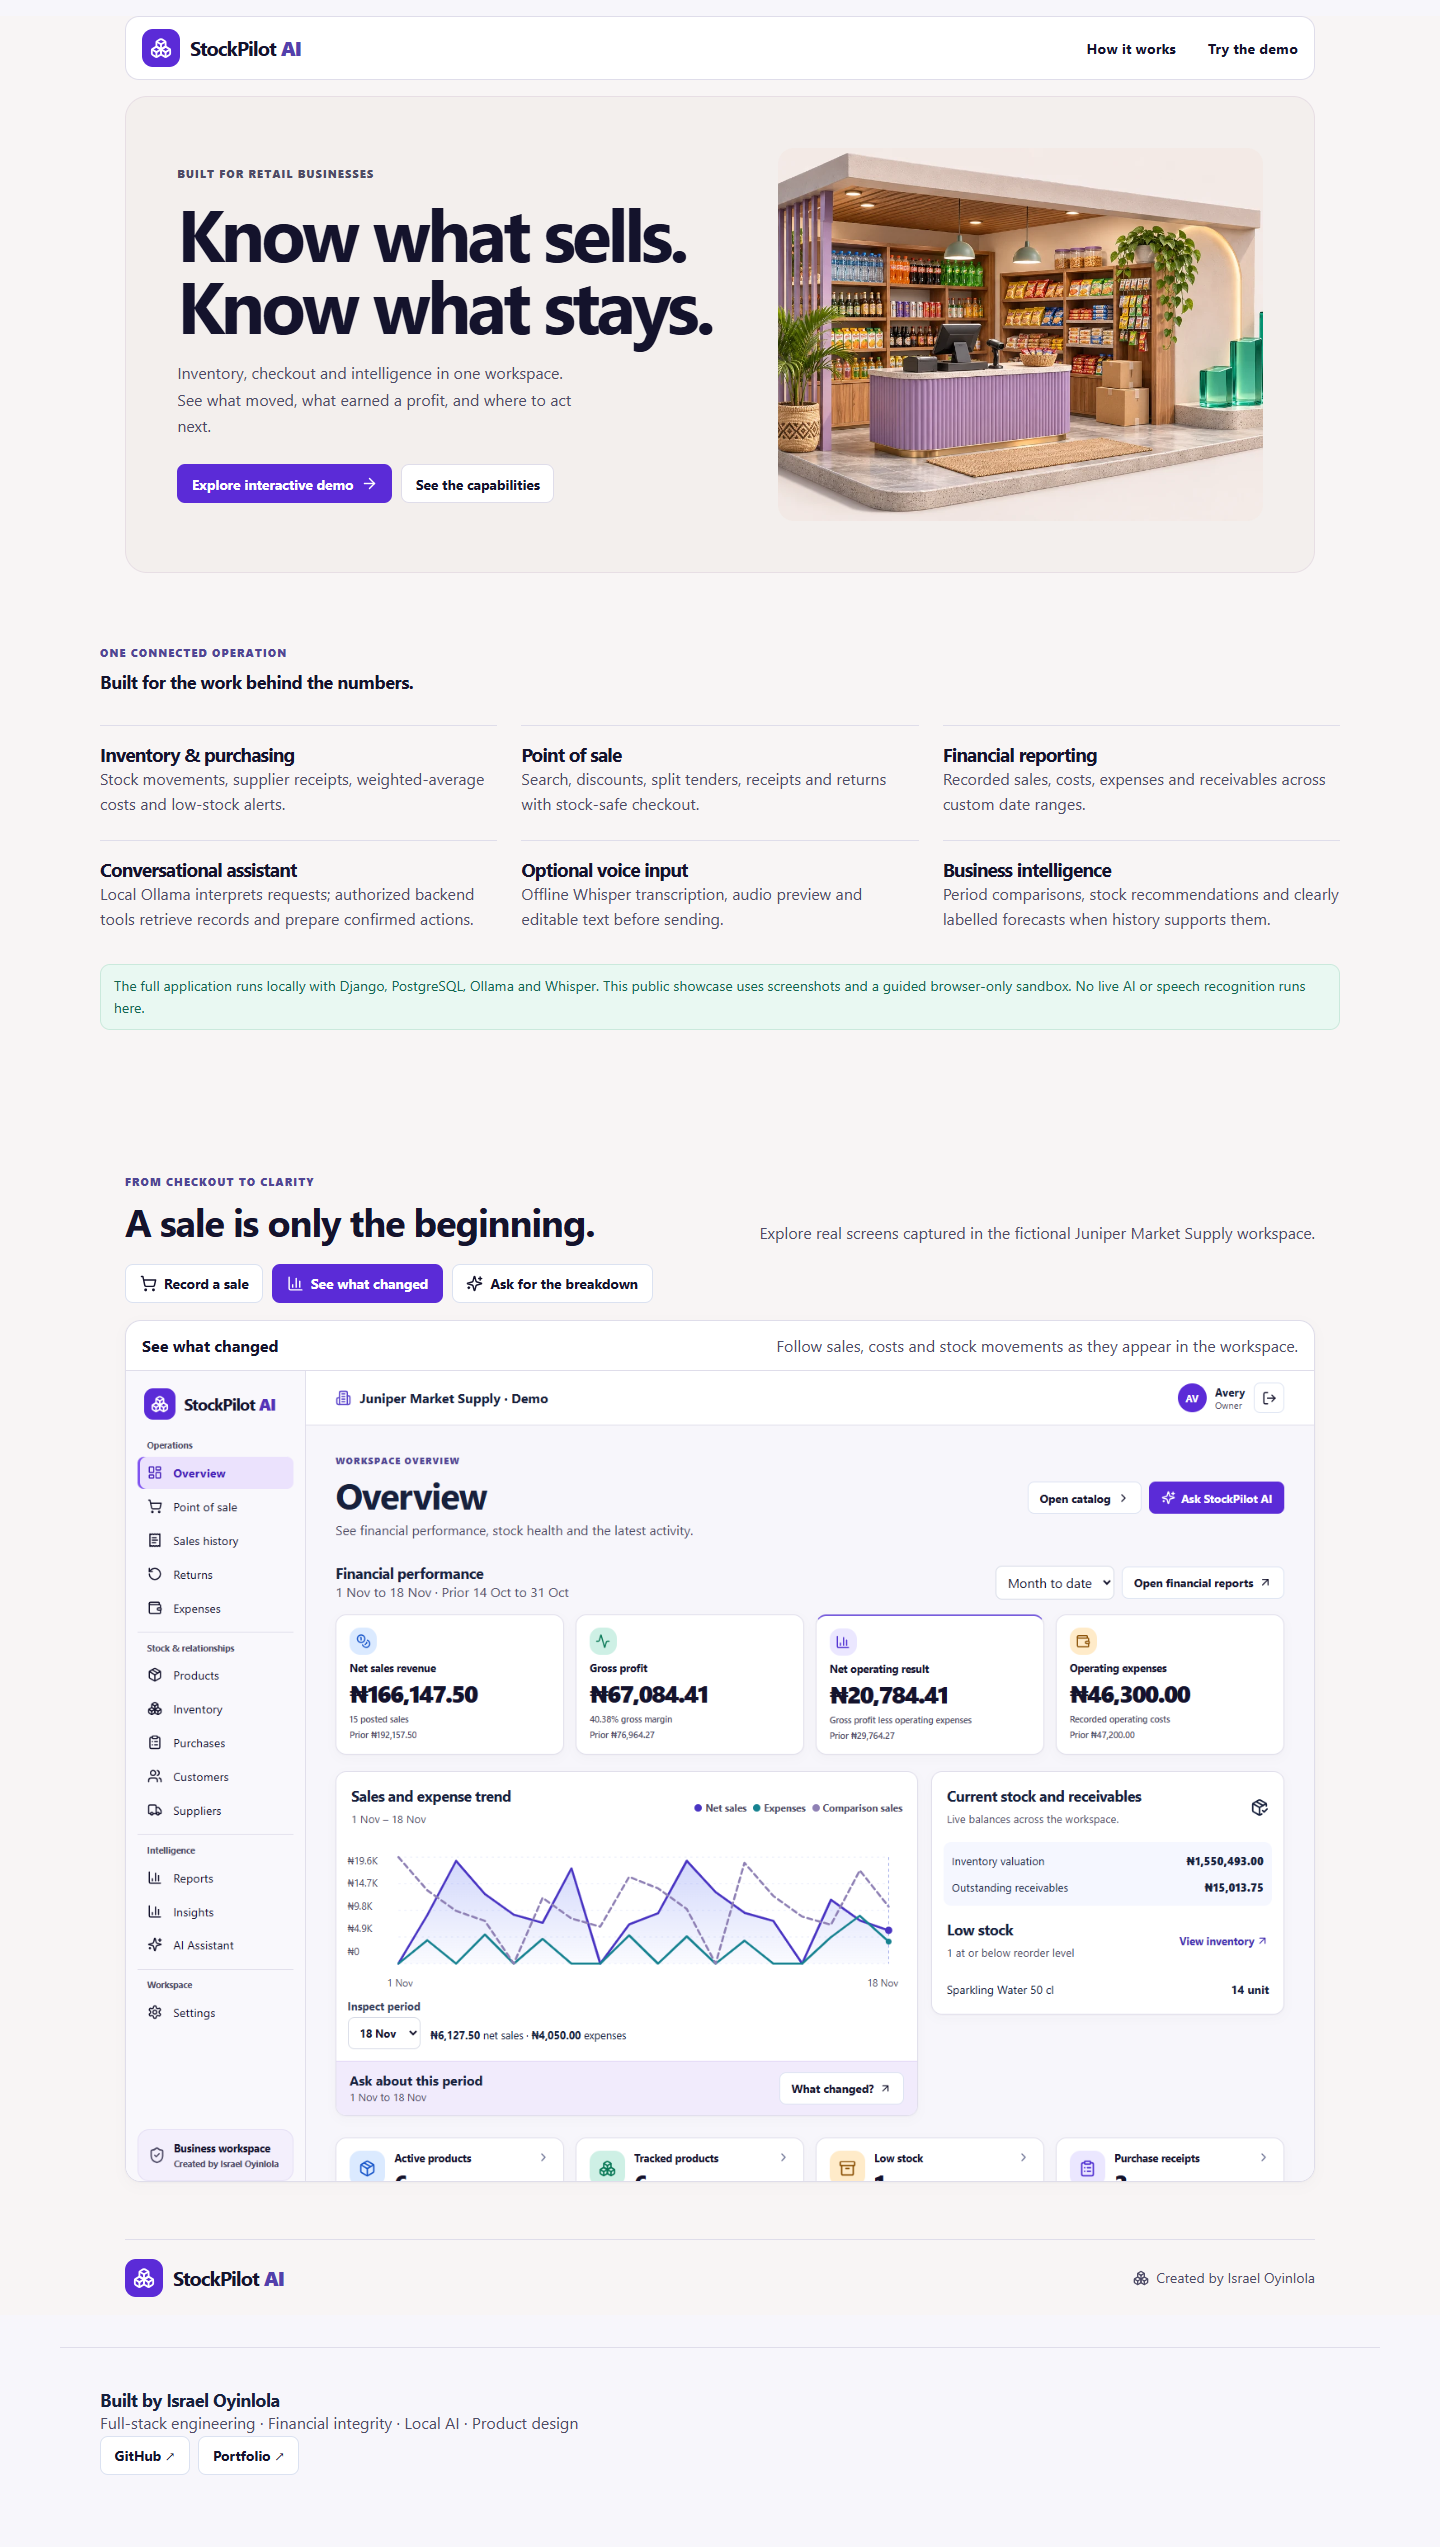 StockPilot AI
How it works
Try the demo
BUILT FOR RETAIL BUSINESSES
Know what sells.
Know what stays.
Inventory, checkout and intelligence in one workspace.
See what moved, what earned a profit, and where to act
next.
Explore interactive demo
See the capabilities
ONE CONNECTED OPERATION
Built for the work behind the numbers.
Inventory & purchasing
Stock movements, supplier receipts, weighted-average
costs and low-stock alerts.
Point of sale
Search, discounts, split tenders, receipts and returns
with stock-safe checkout.
Financial reporting
Recorded sales, costs, expenses and receivables across
custom date ranges.
Conversational assistant
Local Ollama interprets requests; authorized backend
tools retrieve records and prepare confirmed actions.
Optional voice input
Offline Whisper transcription, audio preview and
editable text before sending.
Business intelligence
Period comparisons, stock recommendations and clearly
labelled forecasts when history supports them.
The full application runs locally with Django, PostgreSQL, Ollama and Whisper. This public showcase uses screenshots and a guided browser-only sandbox. No live AI or speech recognition runs
here.
FROM CHECKOUT TO CLARITY
A sale is only the beginning.
Explore real screens captured in the fictional Juniper Market Supply workspace.
Record a sale
See what changed
Ask for the breakdown
See what changed
Follow sales, costs and stock movements as they appear in the workspace.
StockPilot AI
Operations
Overview
Point of sale
Sales history
Returns
Expenses
Stock & relationships
Products
Inventory
Purchases
Customers
Suppliers
Intelligence
Reports
Insights
AI Assistant
Workspace
Settings
Business workspace
Created by Israel Oyinlola
Juniper Market Supply · Demo
AV
Avery
Owner
WORKSPACE OVERVIEW
Overview
See financial performance, stock health and the latest activity.
Open catalog
Ask StockPilot AI
Financial performance
1 Nov to 18 Nov · Prior 14 Oct to 31 Oct
Month to date
Open financial reports
Net sales revenue
₦166,147.50
15 posted sales
Prior ₦192,157.50
Gross profit
₦67,084.41
40.38% gross margin
Prior ₦76,964.27
Net operating result
₦20,784.41
Gross profit less operating expenses
Prior ₦29,764.27
Operating expenses
₦46,300.00
Recorded operating costs
Prior ₦47,200.00
Sales and expense trend
1 Nov – 18 Nov
Net sales
Expenses
Comparison sales
₦19.6K
₦14.7K
₦9.8K
₦4.9K
₦0
1 Nov
18 Nov
Inspect period
18 Nov
₦6,127.50 net sales · ₦4,050.00 expenses
Ask about this period
1 Nov to 18 Nov
What changed?
Current stock and receivables
Live balances across the workspace.
Inventory valuation
₦1,550,493.00
Outstanding receivables
₦15,013.75
Low stock
1 at or below reorder level
View inventory
Sparkling Water 50 cl
14 unit
Active products
Tracked products
Low stock
Purchase receipts
StockPilot AI
Created by Israel Oyinlola
Built by Israel Oyinlola
Full-stack engineering · Financial integrity · Local AI · Product design
GitHub ↗
Portfolio ↗